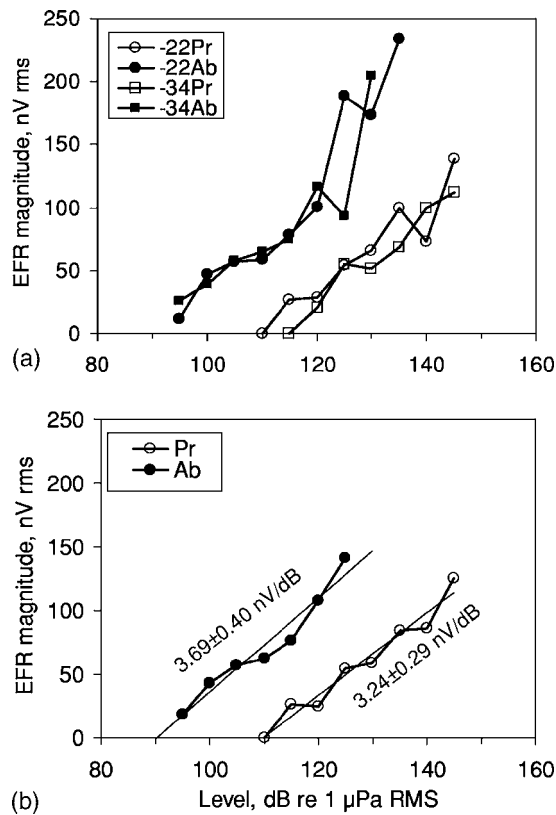 250
200
150
100
50
0
EFR magnitude, nV rms
-22Pr
-22Ab
-34Pr
-34Ab
(a)
80 100 120 140 160
250
200
150
100
50
0
EFR magnitude, nV rms
Pr
Ab
3.69±0.40 nV/dB
3.24±0.29 nV/dB
80 100 120 140 160
(b)
Level, dB re 1 µPa RMS